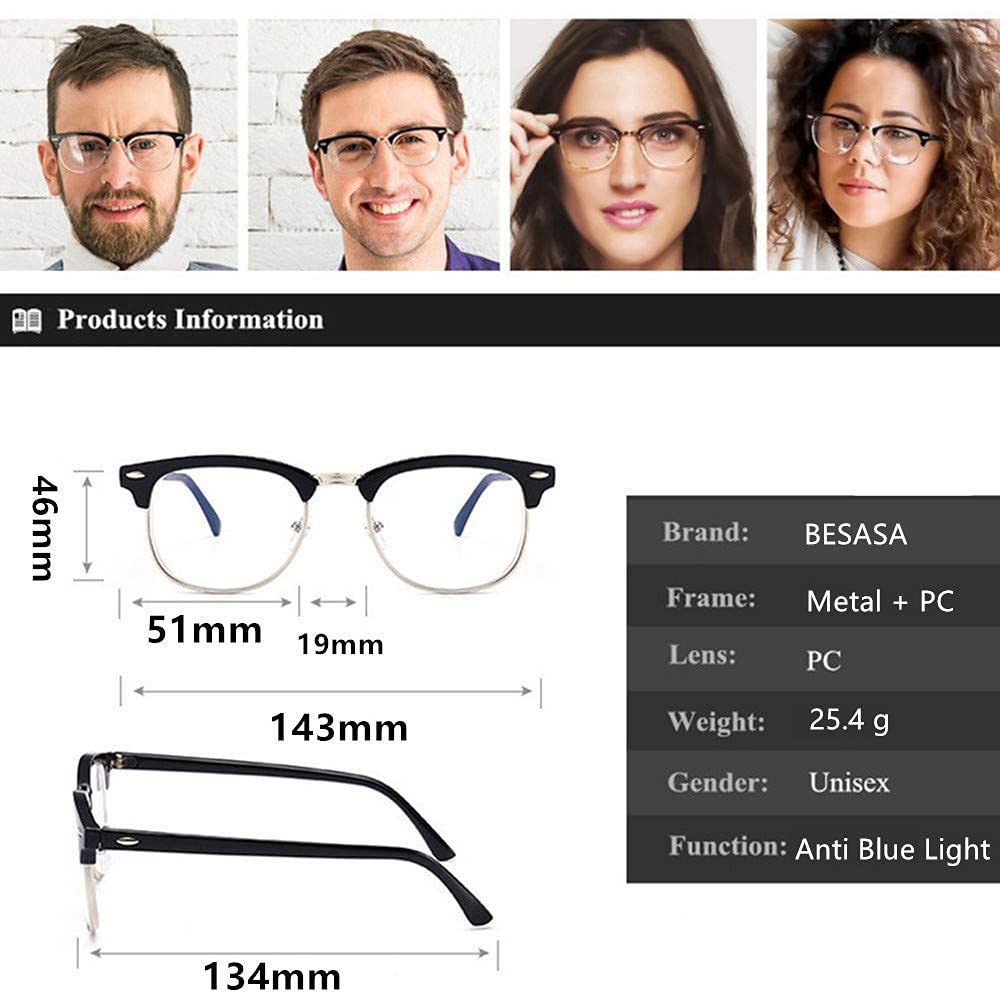 Products Information
46mm
51mm
19mm
143mm
134mm
Brand: BESASA
Frame: Metal + PC
Lens: PC
Weight: 25.4 g
Gender: Unisex
Function: Anti Blue Light